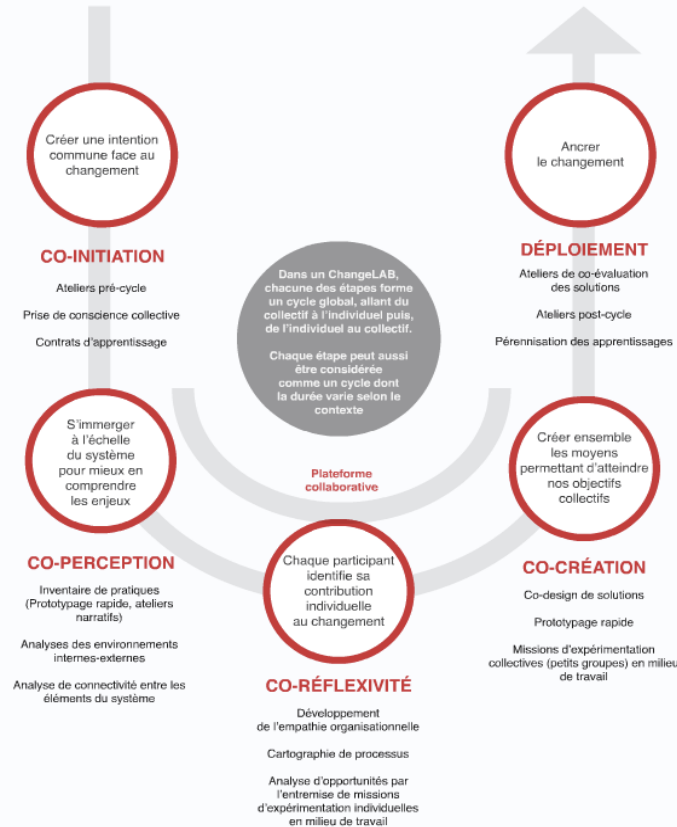 Créer une intention
commune face au
changement
CO-INITIATION
Ateliers pré-cycle
Prise de conscience collective
Contrats d'apprentissage
Ancrer
le changement
DÉPLOIEMENT
Ateliers de co-évaluation
des solutions
Ateliers post-cycle
Pérennisation des apprentissages
Dans un ChangeLAB,
chacune des étapes forme
un cycle global, allant du
collectif à l'individuel puis,
de l'individuel au collectif.
Chaque étape peut aussi
être considérée
comme un cycle dont
la durée varie selon le
contexte
S'immerger
à l'échelle
du système
pour mieux en
comprendre
les enjeux
CO-PERCEPTION
Inventaire de pratiques
(Prototypage rapide, ateliers
narratifs)
Analyses des environnements
internes-externes
Analyse de connectivité entre les
éléments du système
Plateforme
collaborative
Chaque participant
identifie sa
contribution
individuelle
au changement
CO-RÉFLEXIVITÉ
Développement
de l'empathie organisationnelle
Cartographie de processus
Analyse d'opportunités par
l'entremise de missions
d'expérimentation individuelles
en milieu de travail
Créer ensemble
les moyens
permettant d'atteindre
nos objectifs
collectifs
CO-CRÉATION
Co-design de solutions
Prototypage rapide
Missions d'expérimentation
collectives (petits groupes) en milieu
de travail